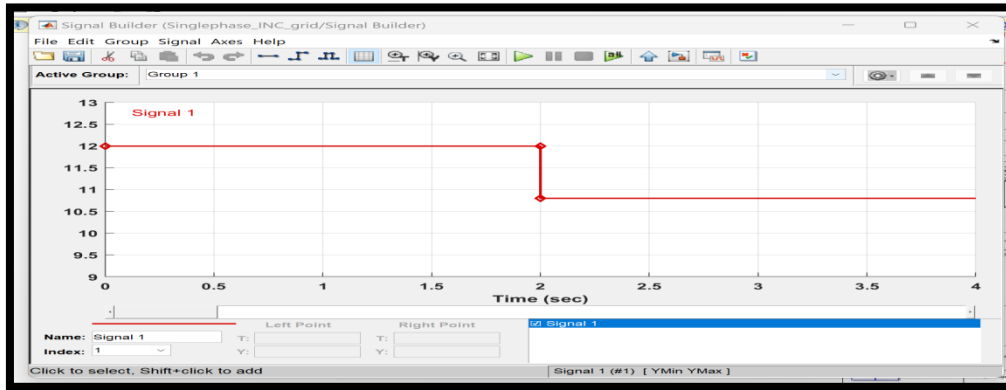 Signal Builder (Singlephase_INC_grid/Signal Builder)
File Edit Group Signal Axes Help
Active Group: Group 1
Signal 1
13
12.5
12
11.5
11
10.5
10
9.5
9
0 0.5 1 1.5 2 2.5 3 3.5 4
Time (sec)
Left Point Right Point Signal 1
Name: Signal 1 T: T:
Index: 1 Y: Y:
Click to select, Shift+click to add Signal 1 (#1) [ YMin YMax ]